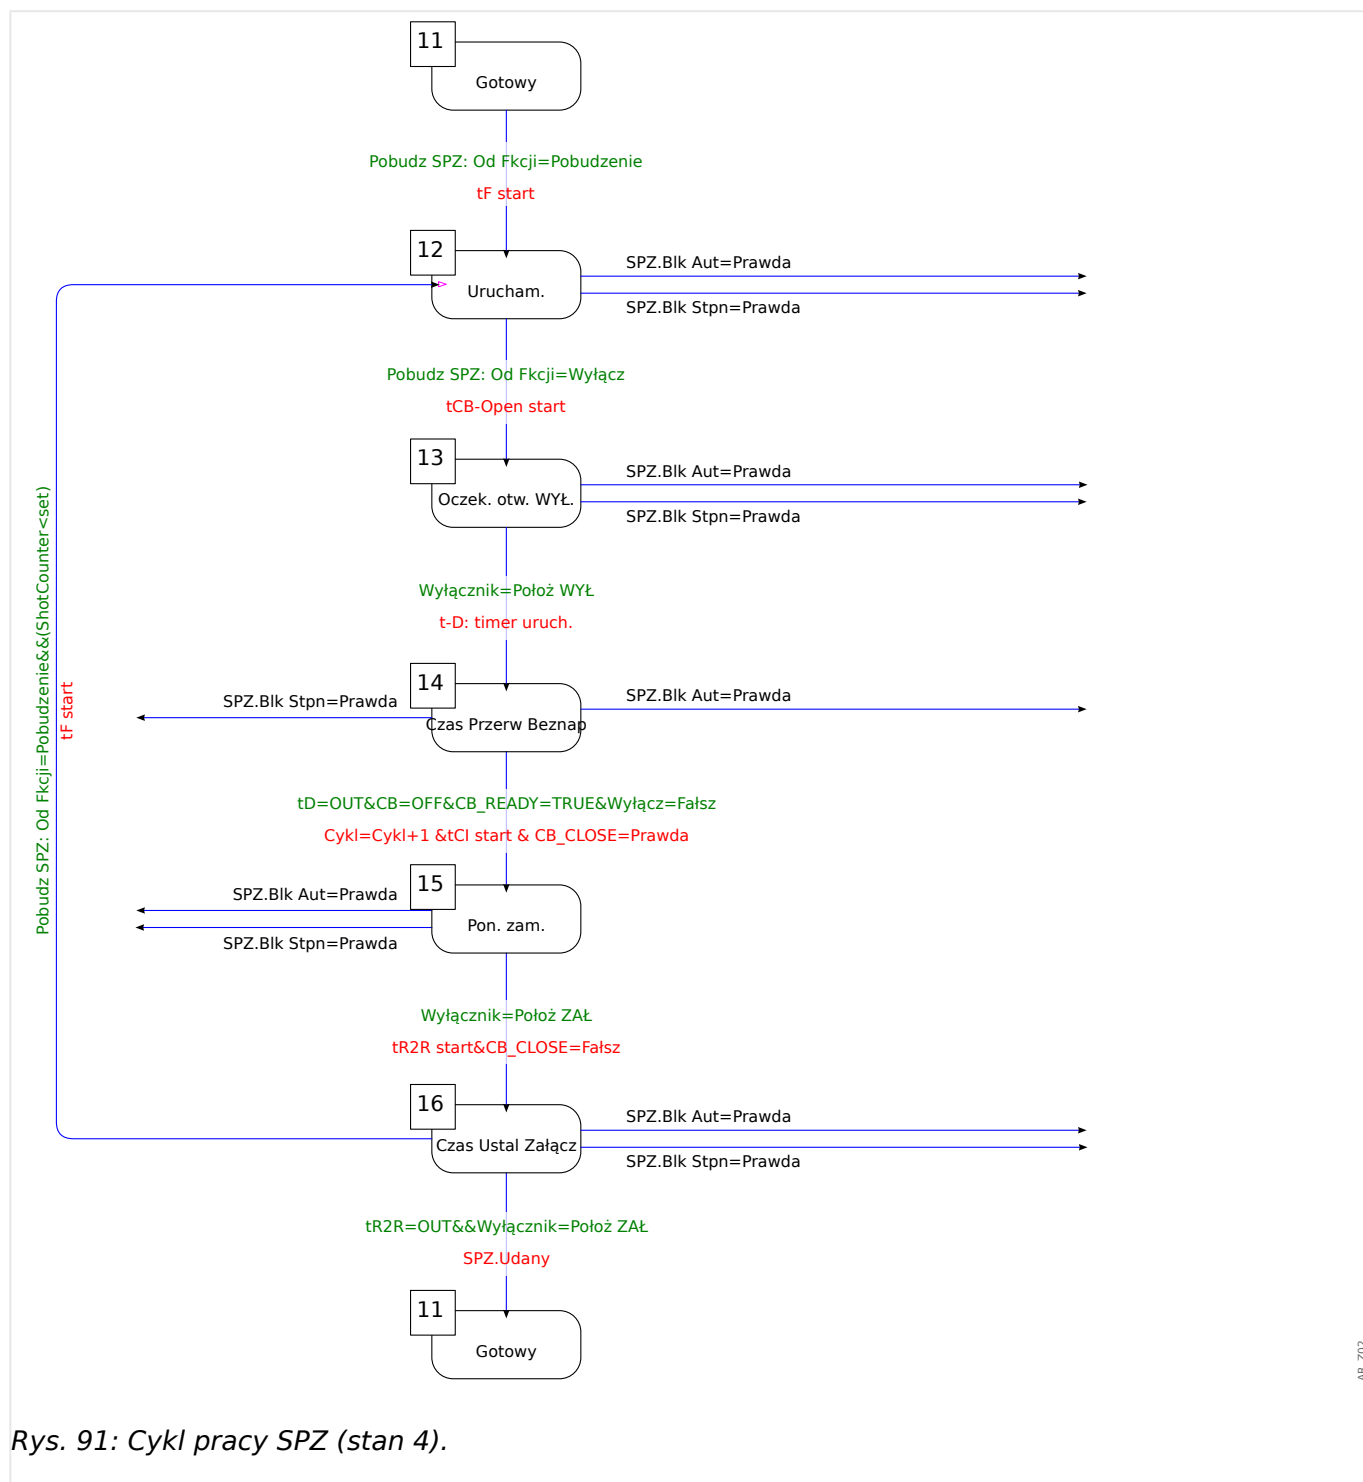 11
Gotowy
Pobudz SPZ: Od Fkcji=Pobudzenie
tF start
12
Urucham.
SPZ.Blk Aut=Prawda
SPZ.Blk Stpn=Prawda
Pobudz SPZ: Od Fkcji=Wyłącz
tCB-Open start
13
Oczek. otw. WYŁ.
SPZ.Blk Aut=Prawda
SPZ.Blk Stpn=Prawda
Wyłącznik=Położ WYŁ
t-D: timer uruch.
14
Czas Przerw Beznap
SPZ.Blk Stpn=Prawda
SPZ.Blk Aut=Prawda
Pobudz SPZ: Od Fkcji=Pobudzenie&&(ShotCounter<set)
tF start
tD=OUT&CB=OFF&CB_READY=TRUE&Wyłącz=Fałsz
Cykl=Cykl+1 &tCI start & CB_CLOSE=Prawda
15
Pon. zam.
SPZ.Blk Aut=Prawda
SPZ.Blk Stpn=Prawda
Wyłącznik=Położ ZAŁ
tR2R start&CB_CLOSE=Fałsz
16
Czas Ustal Załącz
SPZ.Blk Aut=Prawda
SPZ.Blk Stpn=Prawda
tR2R=OUT&&Wyłącznik=Położ ZAŁ
SPZ.Udany
11
Gotowy
Rys. 91: Cykl pracy SPZ (stan 4).